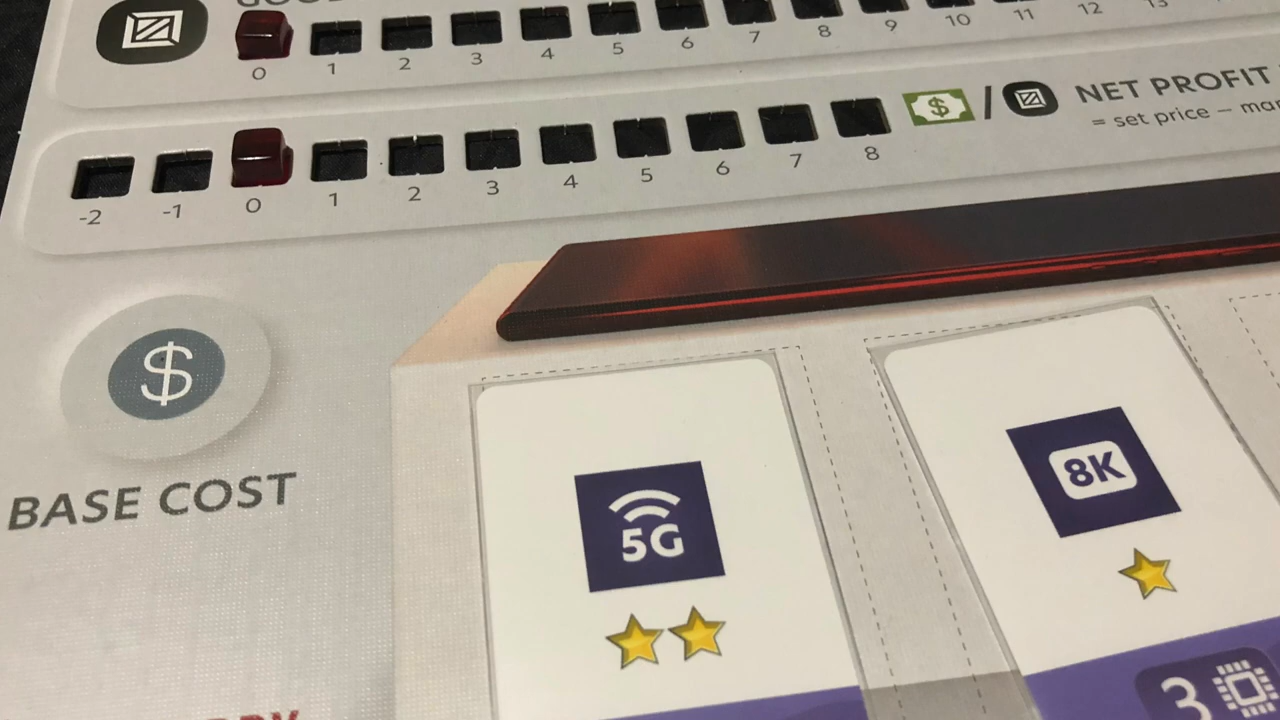 0 1 2 3 4 5 6 7 8 9 10 11 12 13
$ / NET PROFIT
= set price –
-2 -1 0 1 2 3 4 5 6 7 8
$
BASE COST
5G
8K
3